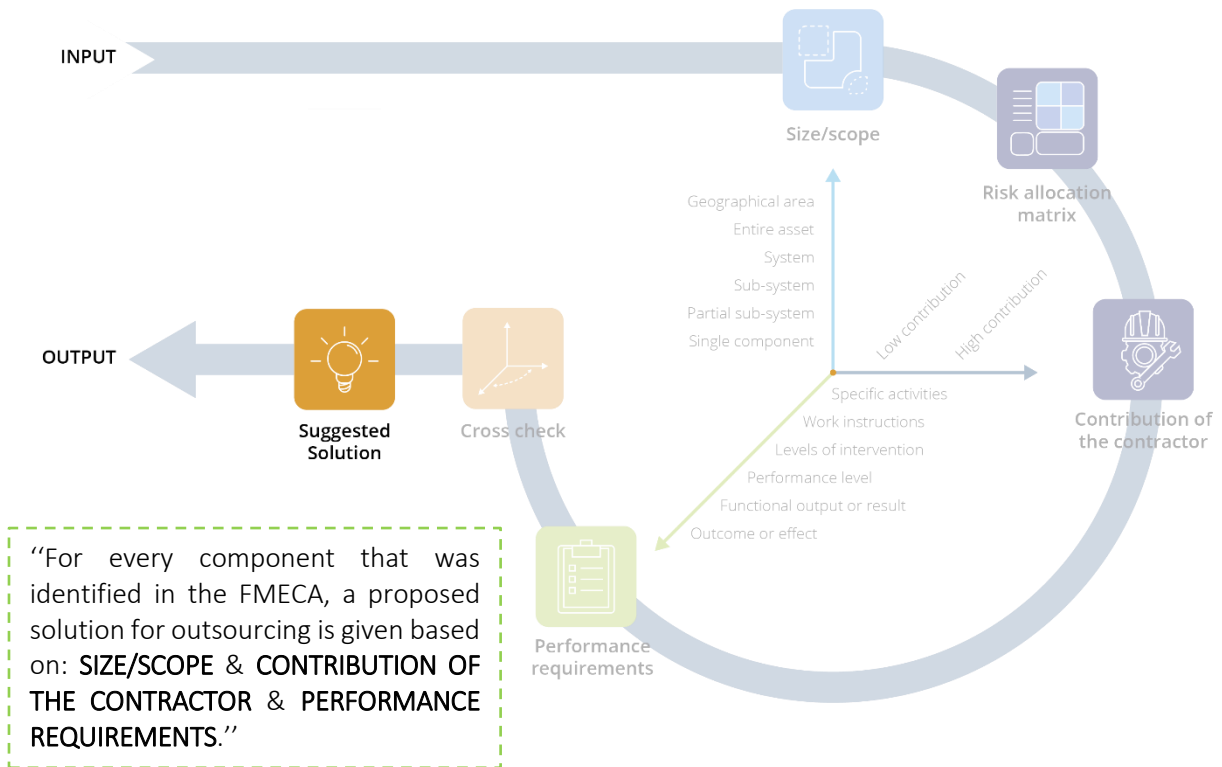 INPUT
Size/scope
Risk allocation
matrix
Geographical area
Entire asset
System
Sub-system
Partial sub-system
Single component
Low contribution
High contribution
OUTPUT
Suggested
Solution
Cross check
Contribution of
the contractor
Specific activities
Work instructions
Levels of intervention
Performance level
Functional output or result
Outcome or effect
Performance
requirements
‘‘For every component that was
identified in the FMECA, a proposed
solution for outsourcing is given based
on: SIZE/SCOPE & CONTRIBUTION OF
THE CONTRACTOR & PERFORMANCE
REQUIREMENTS.’’